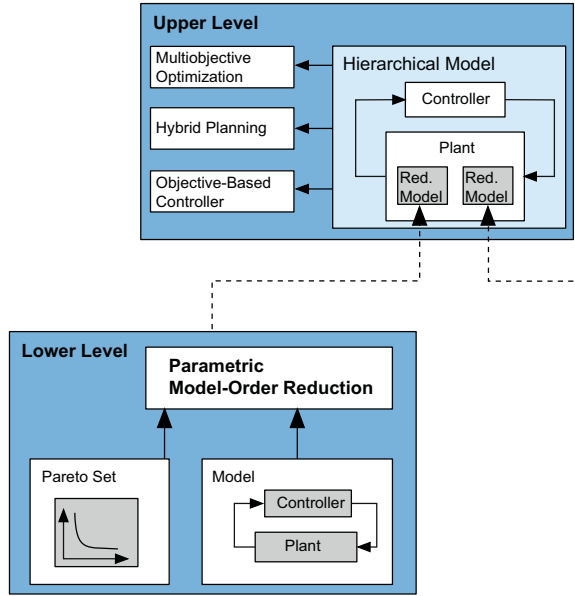 Upper Level
Multiobjective
Optimization
Hybrid Planning
Objective-Based
Controller
Hierarchical Model
Controller
Plant
Red.
Model
Red.
Model
Lower Level
Parametric
Model-Order Reduction
Pareto Set
Model
Controller
Plant